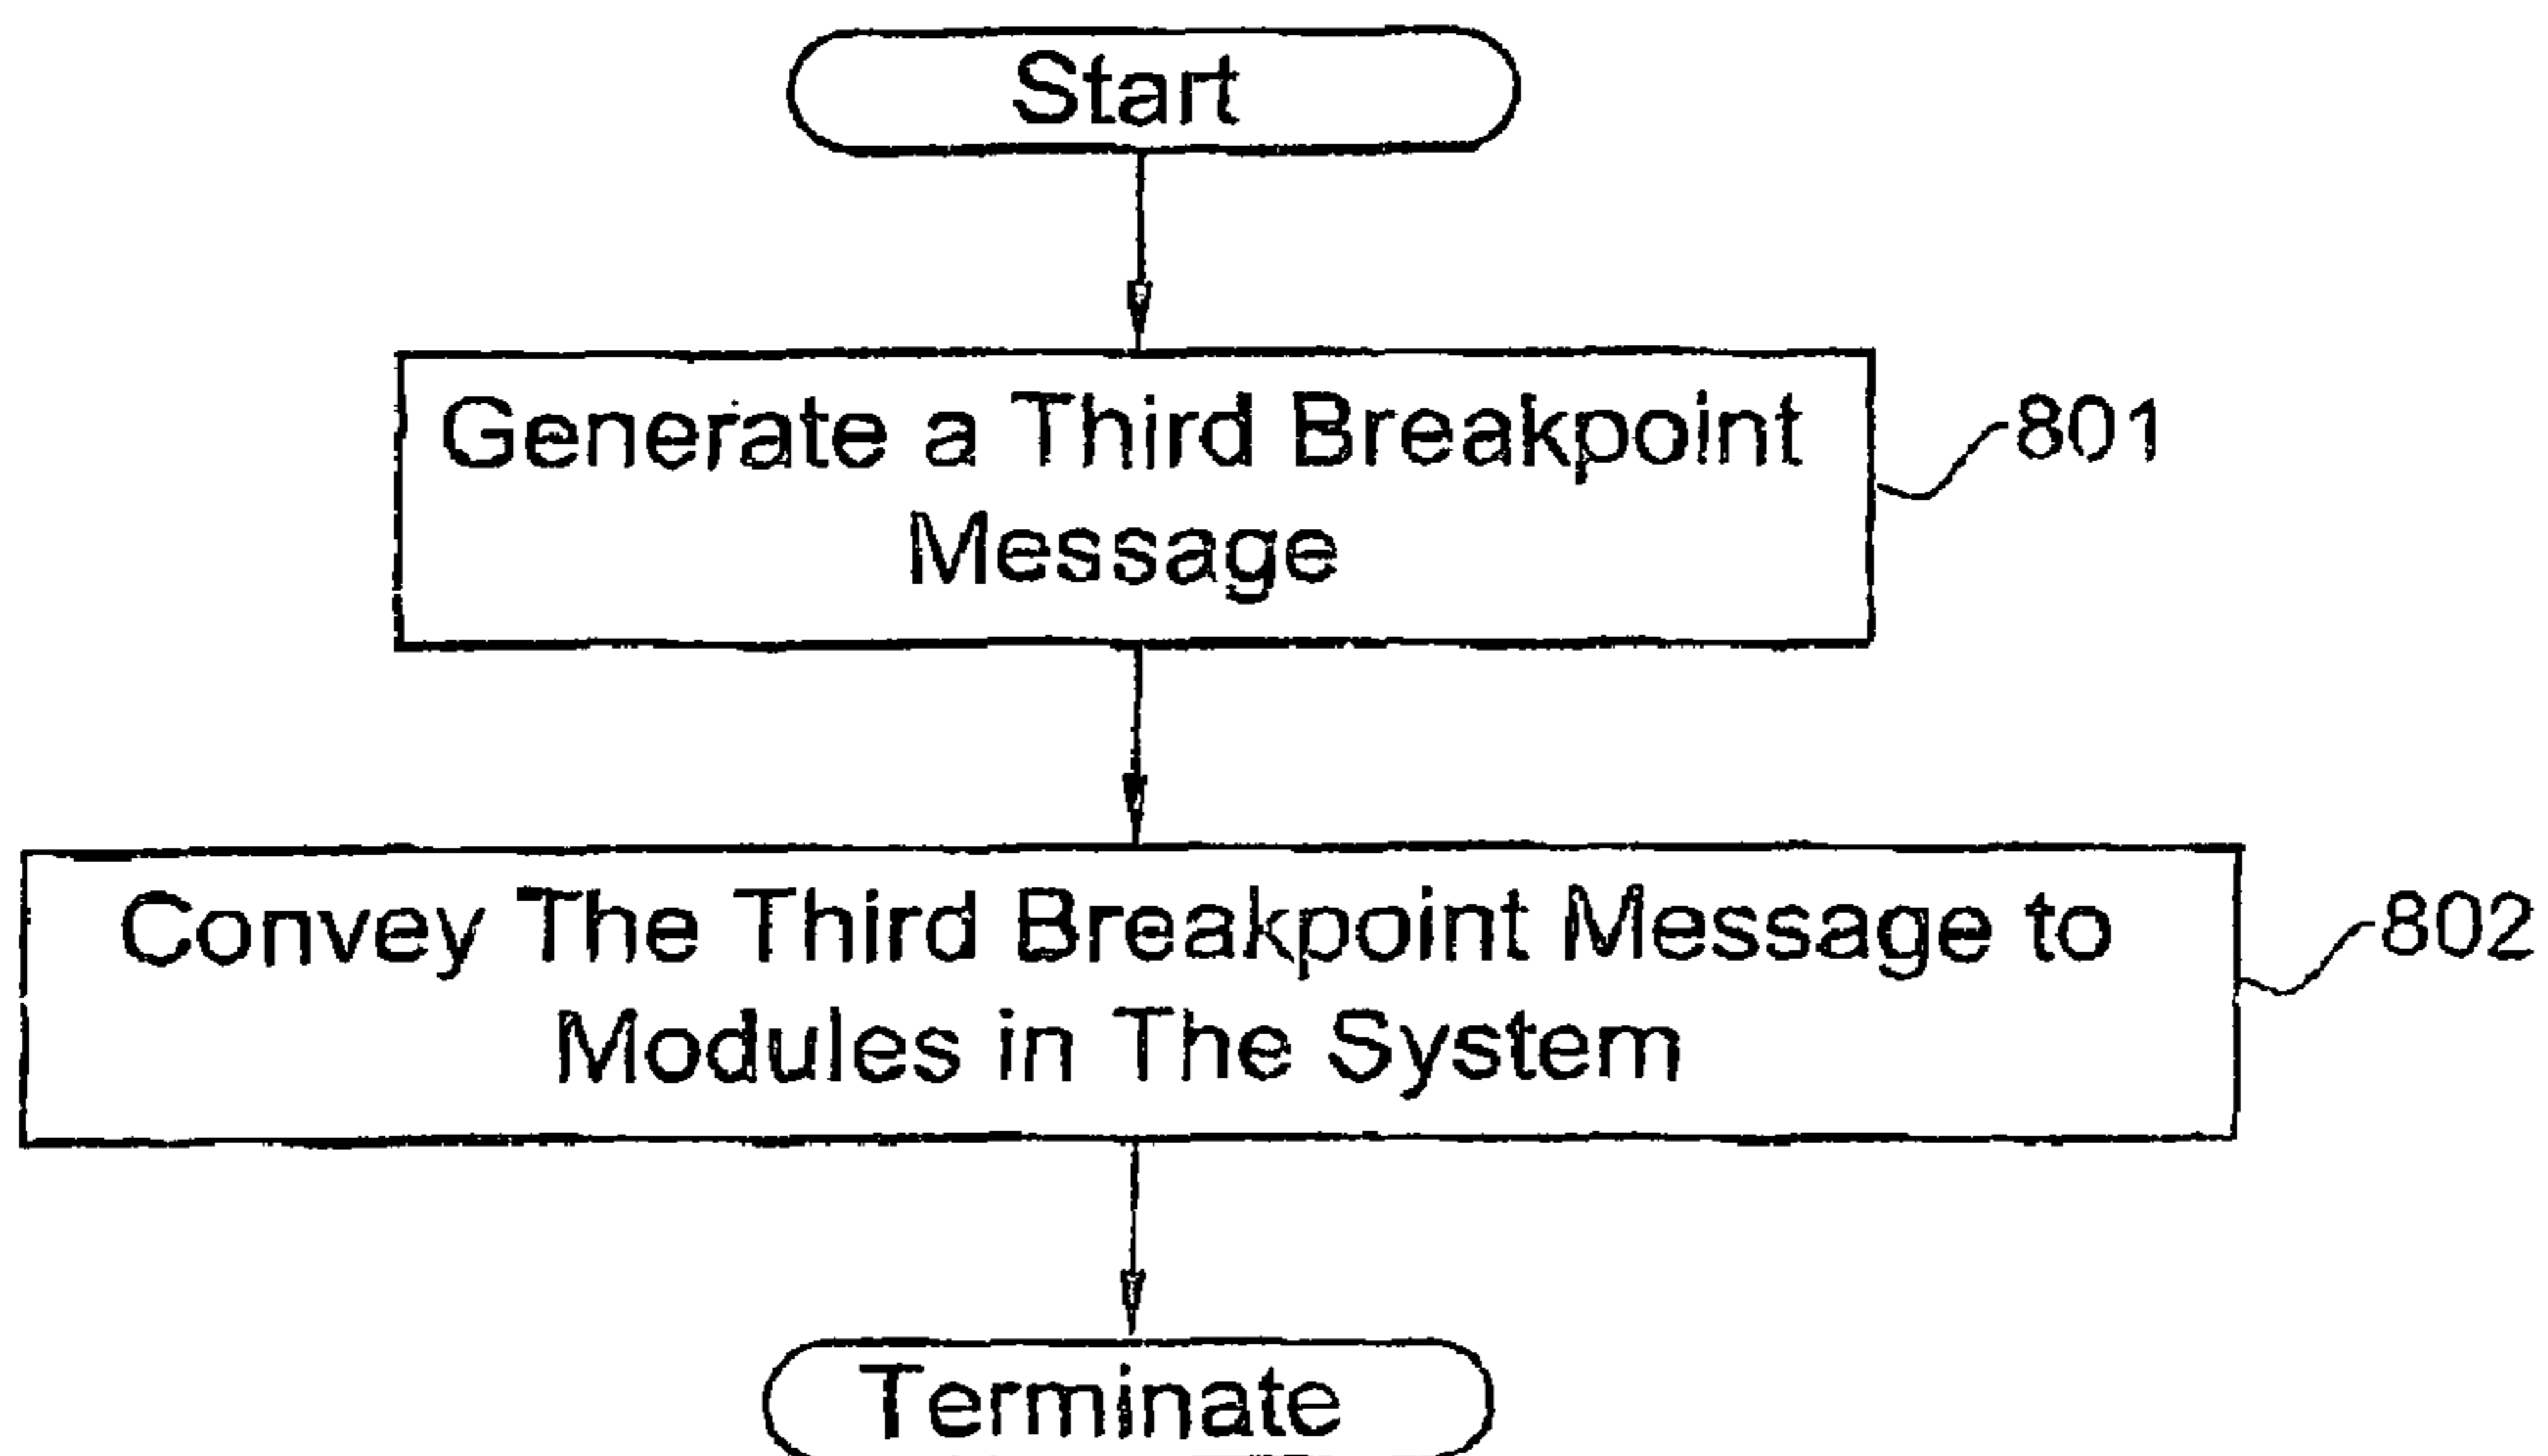 Start
Generate a Third Breakpoint
Message
801
Convey The Third Breakpoint Message to
Modules in The System
802
Terminate